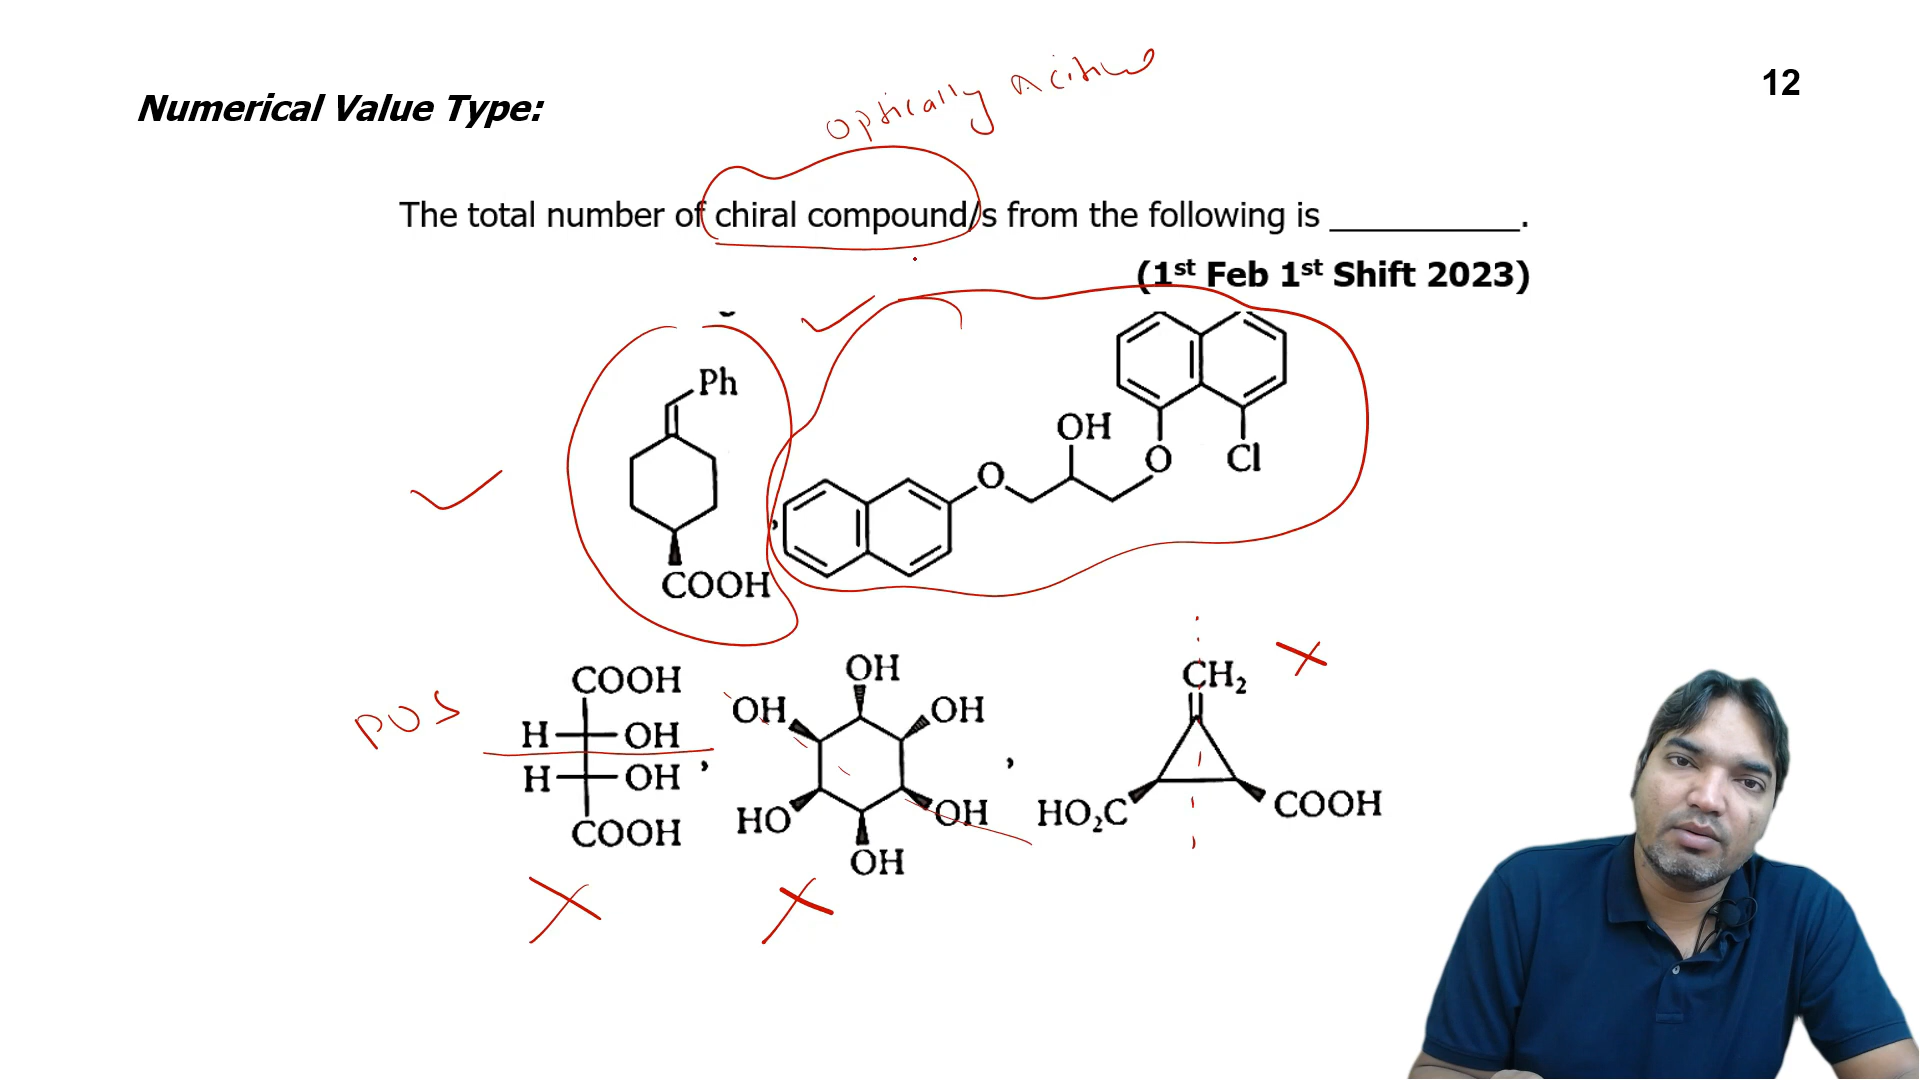 Optically Acitive
12
Numerical Value Type:
The total number of chiral compound/s from the following is ___________.
(1st Feb 1st Shift 2023)
Ph
COOH
,
O
OH
O
Cl
POS
COOH
H OH
H OH
COOH
,
OH
OH OH
HO OH
OH
,
CH₂
HO₂C COOH